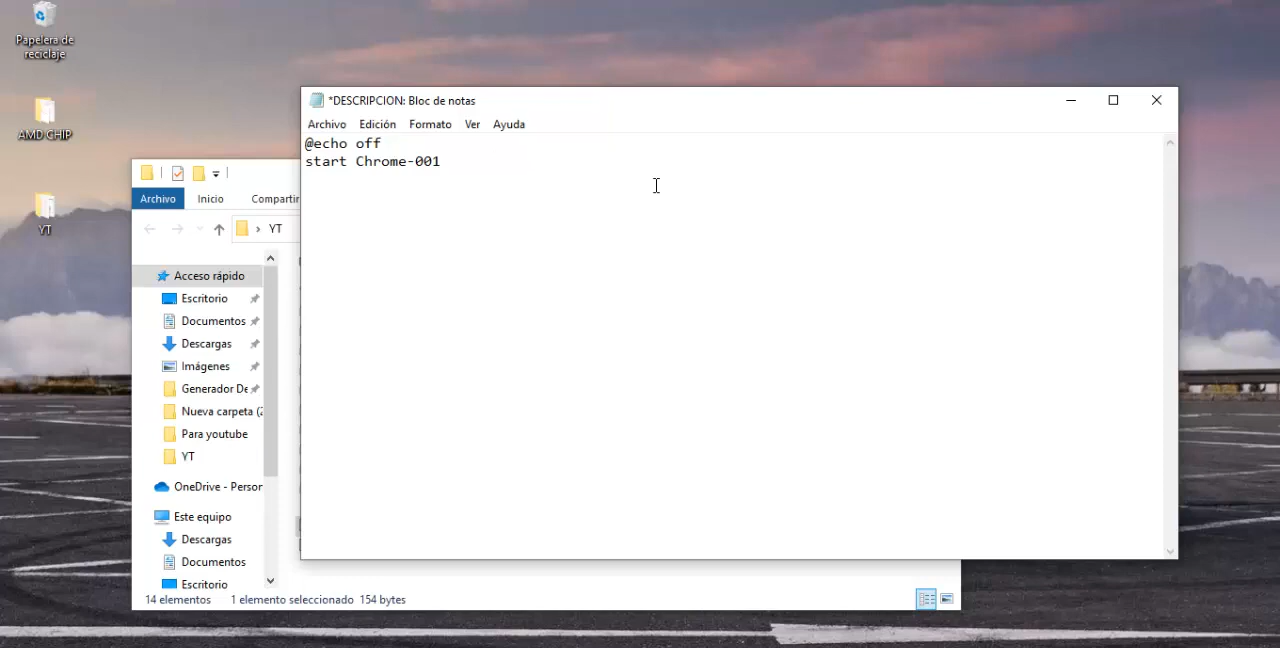 Papelera de
reciclaje
AMD CHIP
YT
*DESCRIPCION: Bloc de notas
Archivo Edición Formato Ver Ayuda
@echo off
start Chrome-001
Archivo Inicio Compartir
YT
Acceso rápido
Escritorio
Documentos
Descargas
Imágenes
Generador De
Nueva carpeta (2
Para youtube
YT
OneDrive - Person
Este equipo
Descargas
Documentos
Escritorio
14 elementos 1 elemento seleccionado 154 bytes